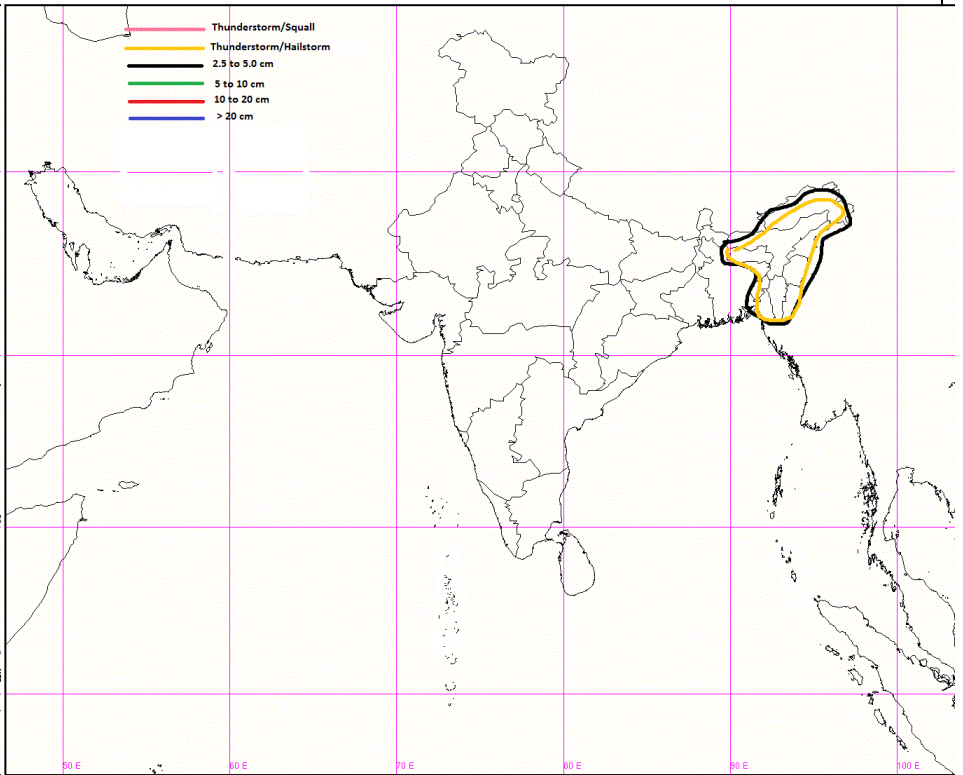 Thunderstorm/Squall
Thunderstorm/Hailstorm
2.5 to 5.0 cm
5 to 10 cm
10 to 20 cm
> 20 cm
50 E
60 E
70 E
80 E
90 E
100 E